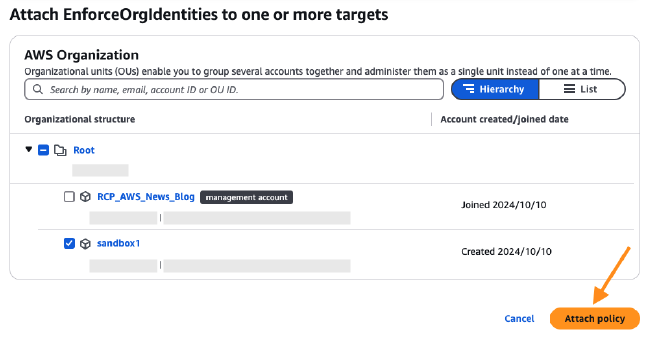 Attach EnforceOrgIdentities to one or more targets
AWS Organization
Organizational units (OUs) enable you to group several accounts together and administer them as a single unit instead of one at a time.
Search by name, email, account ID or OU ID.
Hierarchy
List
Organizational structure
Account created/joined date
Root
RCP_AWS_News_Blog management account
Joined 2024/10/10
sandbox1
Created 2024/10/10
Cancel
Attach policy